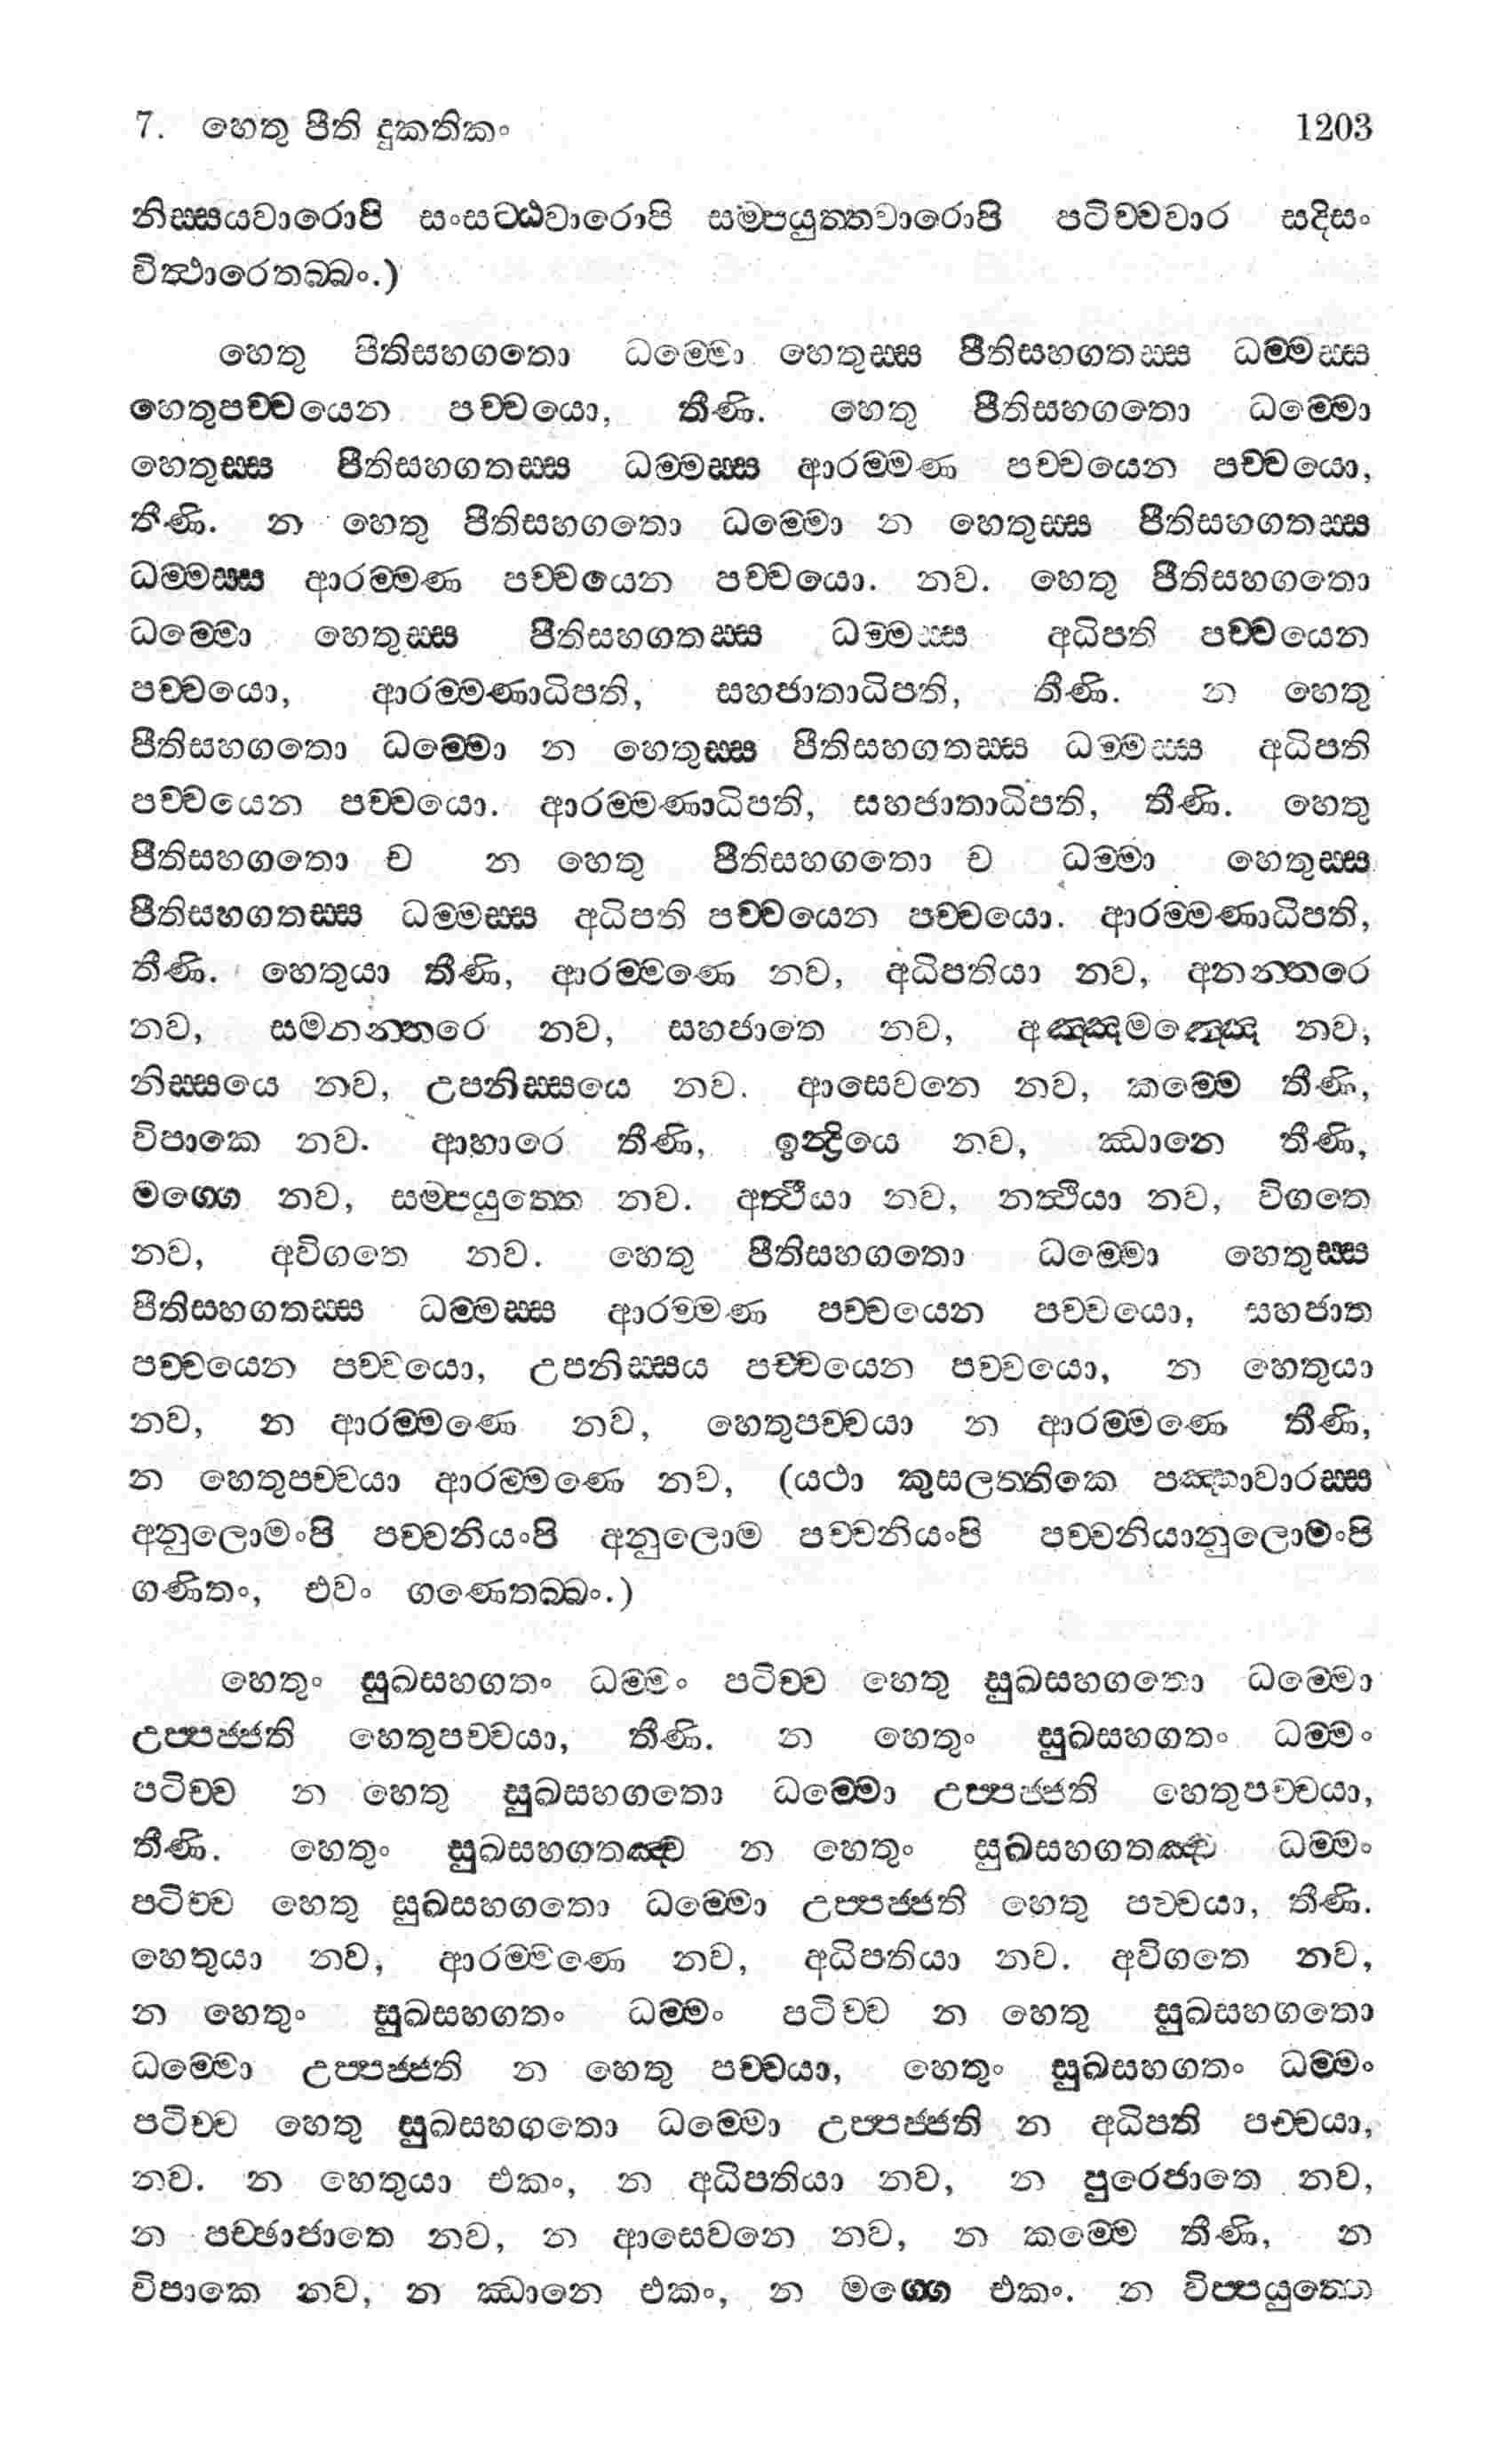 7. හෙතු පීති දුකතිකං 1203
නිස්සයවාරොපි සංසට්ඨවාරොපි සම්පයුත්තවාරොපි පටිච්චවාර සදිසං
විත්ථාරෙතබ්බං.)
හෙතු පීතිසහගතො ධම්මො හෙතුස්ස පීතිසහගතස්ස ධම්මස්ස
හෙතුපච්චයෙන පච්චයො, තීණි. හෙතු පීතිසහගතො ධම්මො
හෙතුස්ස පීතිසහගතස්ස ධම්මස්ස ආරම්මණ පච්චයෙන පච්චයො,
තීණි. න හෙතු පීතිසහගතො ධම්මො න හෙතුස්ස පීතිසහගතස්ස
ධම්මස්ස ආරම්මණ පච්චයෙන පච්චයො. නව. හෙතු පීතිසහගතො
ධම්මො හෙතුස්ස පීතිසහගතස්ස ධම්මස්ස අධිපති පච්චයෙන
පච්චයො, ආරම්මණාධිපති, සහජාතාධිපති, තීණි. න හෙතු
පීතිසහගතො ධම්මො න හෙතුස්ස පීතිසහගතස්ස ධම්මස්ස අධිපති
පච්චයෙන පච්චයො. ආරම්මණාධිපති, සහජාතාධිපති, තීණි. හෙතු
පීතිසහගතො ච න හෙතු පීතිසහගතො ච ධම්මා හෙතුස්ස
පීතිසහගතස්ස ධම්මස්ස අධිපති පච්චයෙන පච්චයො. ආරම්මණාධිපති,
තීණි. හෙතුයා තීණි, ආරම්මණෙ නව, අධිපතියා නව, අනන්තරෙ
නව, සමනන්තරෙ නව, සහජාතෙ නව, අඤ්ඤමඤ්ඤෙ නව,
නිස්සයෙ නව, උපනිස්සයෙ නව. ආසෙවනෙ නව, කම්මෙ තීණි,
විපාකෙ නව. ආහාරෙ තීණි, ඉන්ද්‍රියෙ නව, ඣානෙ තීණි,
මග්ගෙ නව, සම්පයුත්තෙ නව. අත්ථියා නව, නත්ථියා නව, විගතෙ
නව, අවිගතෙ නව. හෙතු පීතිසහගතො ධම්මො හෙතුස්ස
පීතිසහගතස්ස ධම්මස්ස ආරම්මණ පච්චයෙන පච්චයො, සහජාත
පච්චයෙන පච්චයො, උපනිස්සය පච්චයෙන පච්චයො, න හෙතුයා
නව, න ආරම්මණෙ නව, හෙතුපච්චයා න ආරම්මණෙ තීණි,
න හෙතුපච්චයා ආරම්මණෙ නව, (යථා කුසලත්තිකෙ පඤ්හාවාරස්ස
අනුලොමංපි පච්චනියංපි අනුලොම පච්චනියංපි පච්චනියානුලොමංපි
ගණිතං, එවං ගණෙතබ්බං.)
හෙතුං සුඛසහගතං ධම්මං පටිච්ච හෙතු සුඛසහගතො ධම්මො
උප්පජ්ජති හෙතුපච්චයා, තීණි. න හෙතුං සුඛසහගතං ධම්මං
පටිච්ච න හෙතු සුඛසහගතො ධම්මො උප්පජ්ජති හෙතුපච්චයා,
තීණි. හෙතුං සුඛසහගතඤ්ච න හෙතුං සුඛසහගතඤ්ච ධම්මං
පටිච්ච හෙතු සුඛසහගතො ධම්මො උප්පජ්ජති හෙතු පච්චයා, තීණි.
හෙතුයා නව, ආරම්මණෙ නව, අධිපතියා නව. අවිගතෙ නව,
න හෙතුං සුඛසහගතං ධම්මං පටිච්ච න හෙතු සුඛසහගතො
ධම්මො උප්පජ්ජති න හෙතු පච්චයා, හෙතුං සුඛසහගතං ධම්මං
පටිච්ච හෙතු සුඛසහගතො ධම්මො උප්පජ්ජති න අධිපති පච්චයා,
නව. න හෙතුයා එකං, න අධිපතියා නව, න පුරෙජාතෙ නව,
න පච්ඡාජාතෙ නව, න ආසෙවනෙ නව, න කම්මෙ තීණි, න
විපාකෙ නව, න ඣානෙ එකං, න මග්ගෙ එකං. න විප්පයුත්තෙ